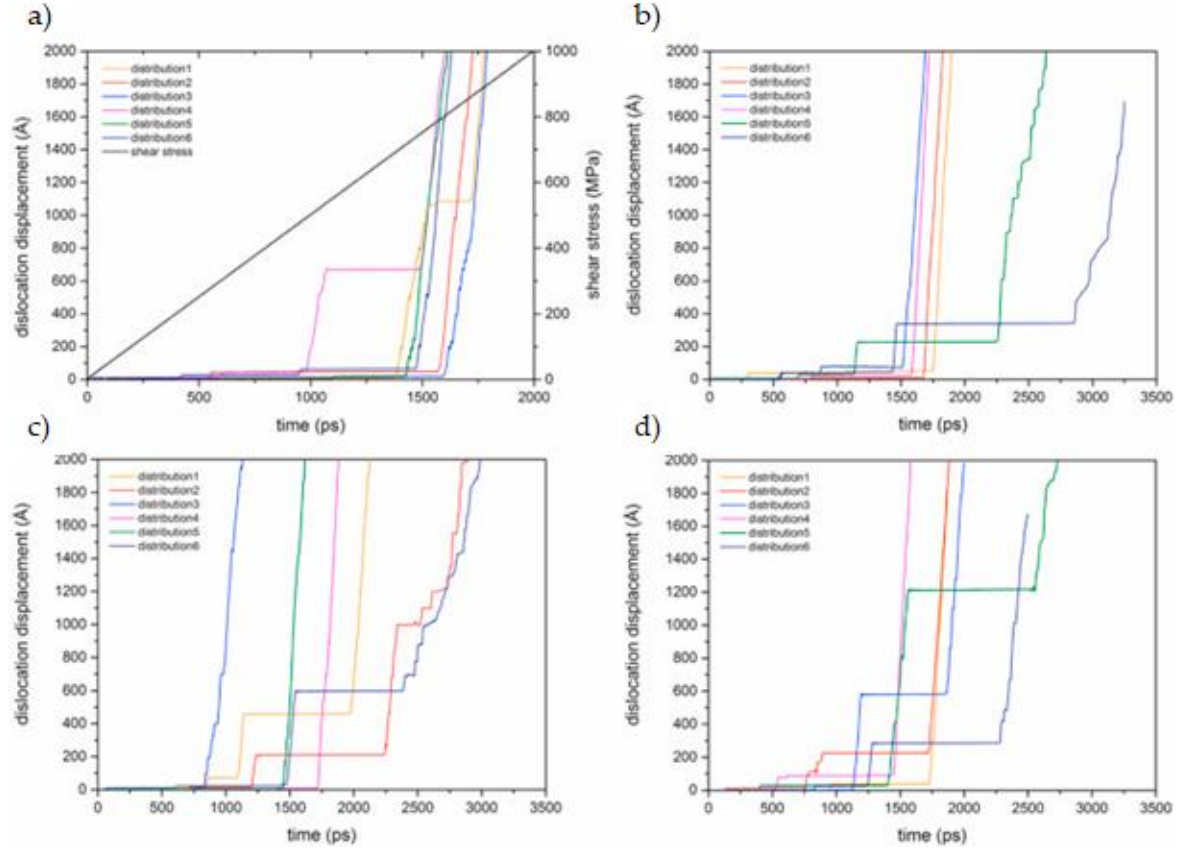 a)
dislocation displacement (Å)
2000
1800
1600
1400
1200
1000
800
600
400
200
0
distribution1
distribution2
distribution3
distribution4
distribution5
distribution6
shear stress
1000
800
600
400
200
0
shear stress (MPa)
0 500 1000 1500 2000
time (ps)
b)
dislocation displacement (Å)
2000
1800
1600
1400
1200
1000
800
600
400
200
0
distribution1
distribution2
distribution3
distribution4
distribution5
distribution6
0 500 1000 1500 2000 2500 3000 3500
time (ps)
c)
dislocation displacement (Å)
2000
1800
1600
1400
1200
1000
800
600
400
200
0
distribution1
distribution2
distribution3
distribution4
distribution5
distribution6
0 500 1000 1500 2000 2500 3000 3500
time (ps)
d)
dislocation displacement (Å)
2000
1800
1600
1400
1200
1000
800
600
400
200
0
distribution1
distribution2
distribution3
distribution4
distribution5
distribution6
0 500 1000 1500 2000 2500 3000 3500
time (ps)